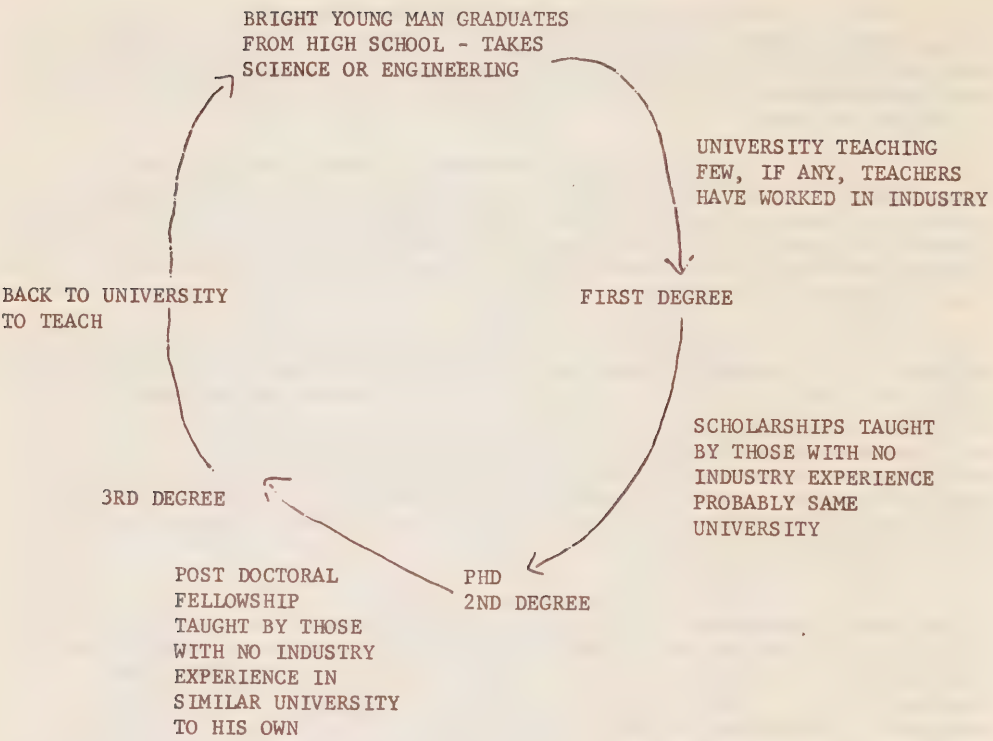 BRIGHT YOUNG MAN GRADUATES
FROM HIGH SCHOOL - TAKES
SCIENCE OR ENGINEERING
UNIVERSITY TEACHING
FEW, IF ANY, TEACHERS
HAVE WORKED IN INDUSTRY
FIRST DEGREE
SCHOLARSHIPS TAUGHT
BY THOSE WITH NO
INDUSTRY EXPERIENCE
PROBABLY SAME
UNIVERSITY
PHD
2ND DEGREE
POST DOCTORAL
FELLOWSHIP
TAUGHT BY THOSE
WITH NO INDUSTRY
EXPERIENCE IN
SIMILAR UNIVERSITY
TO HIS OWN
3RD DEGREE
BACK TO UNIVERSITY
TO TEACH